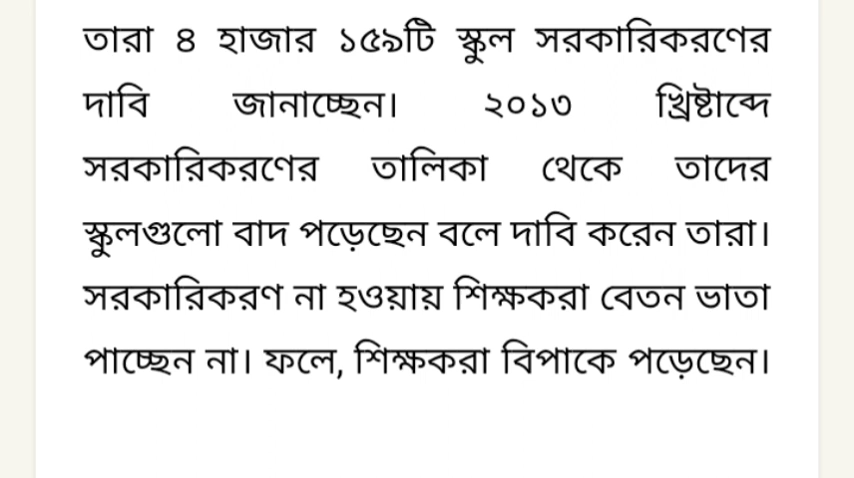 তারা ৪ হাজার ১৫৯টি স্কুল সরকারিকরণের
দাবি জানাচ্ছেন। ২০১৩ খ্রিষ্টাব্দে
সরকারিকরণের তালিকা থেকে তাদের
স্কুলগুলো বাদ পড়েছেন বলে দাবি করেন তারা।
সরকারিকরণ না হওয়ায় শিক্ষকরা বেতন ভাতা
পাচ্ছেন না। ফলে, শিক্ষকরা বিপাকে পড়েছেন।